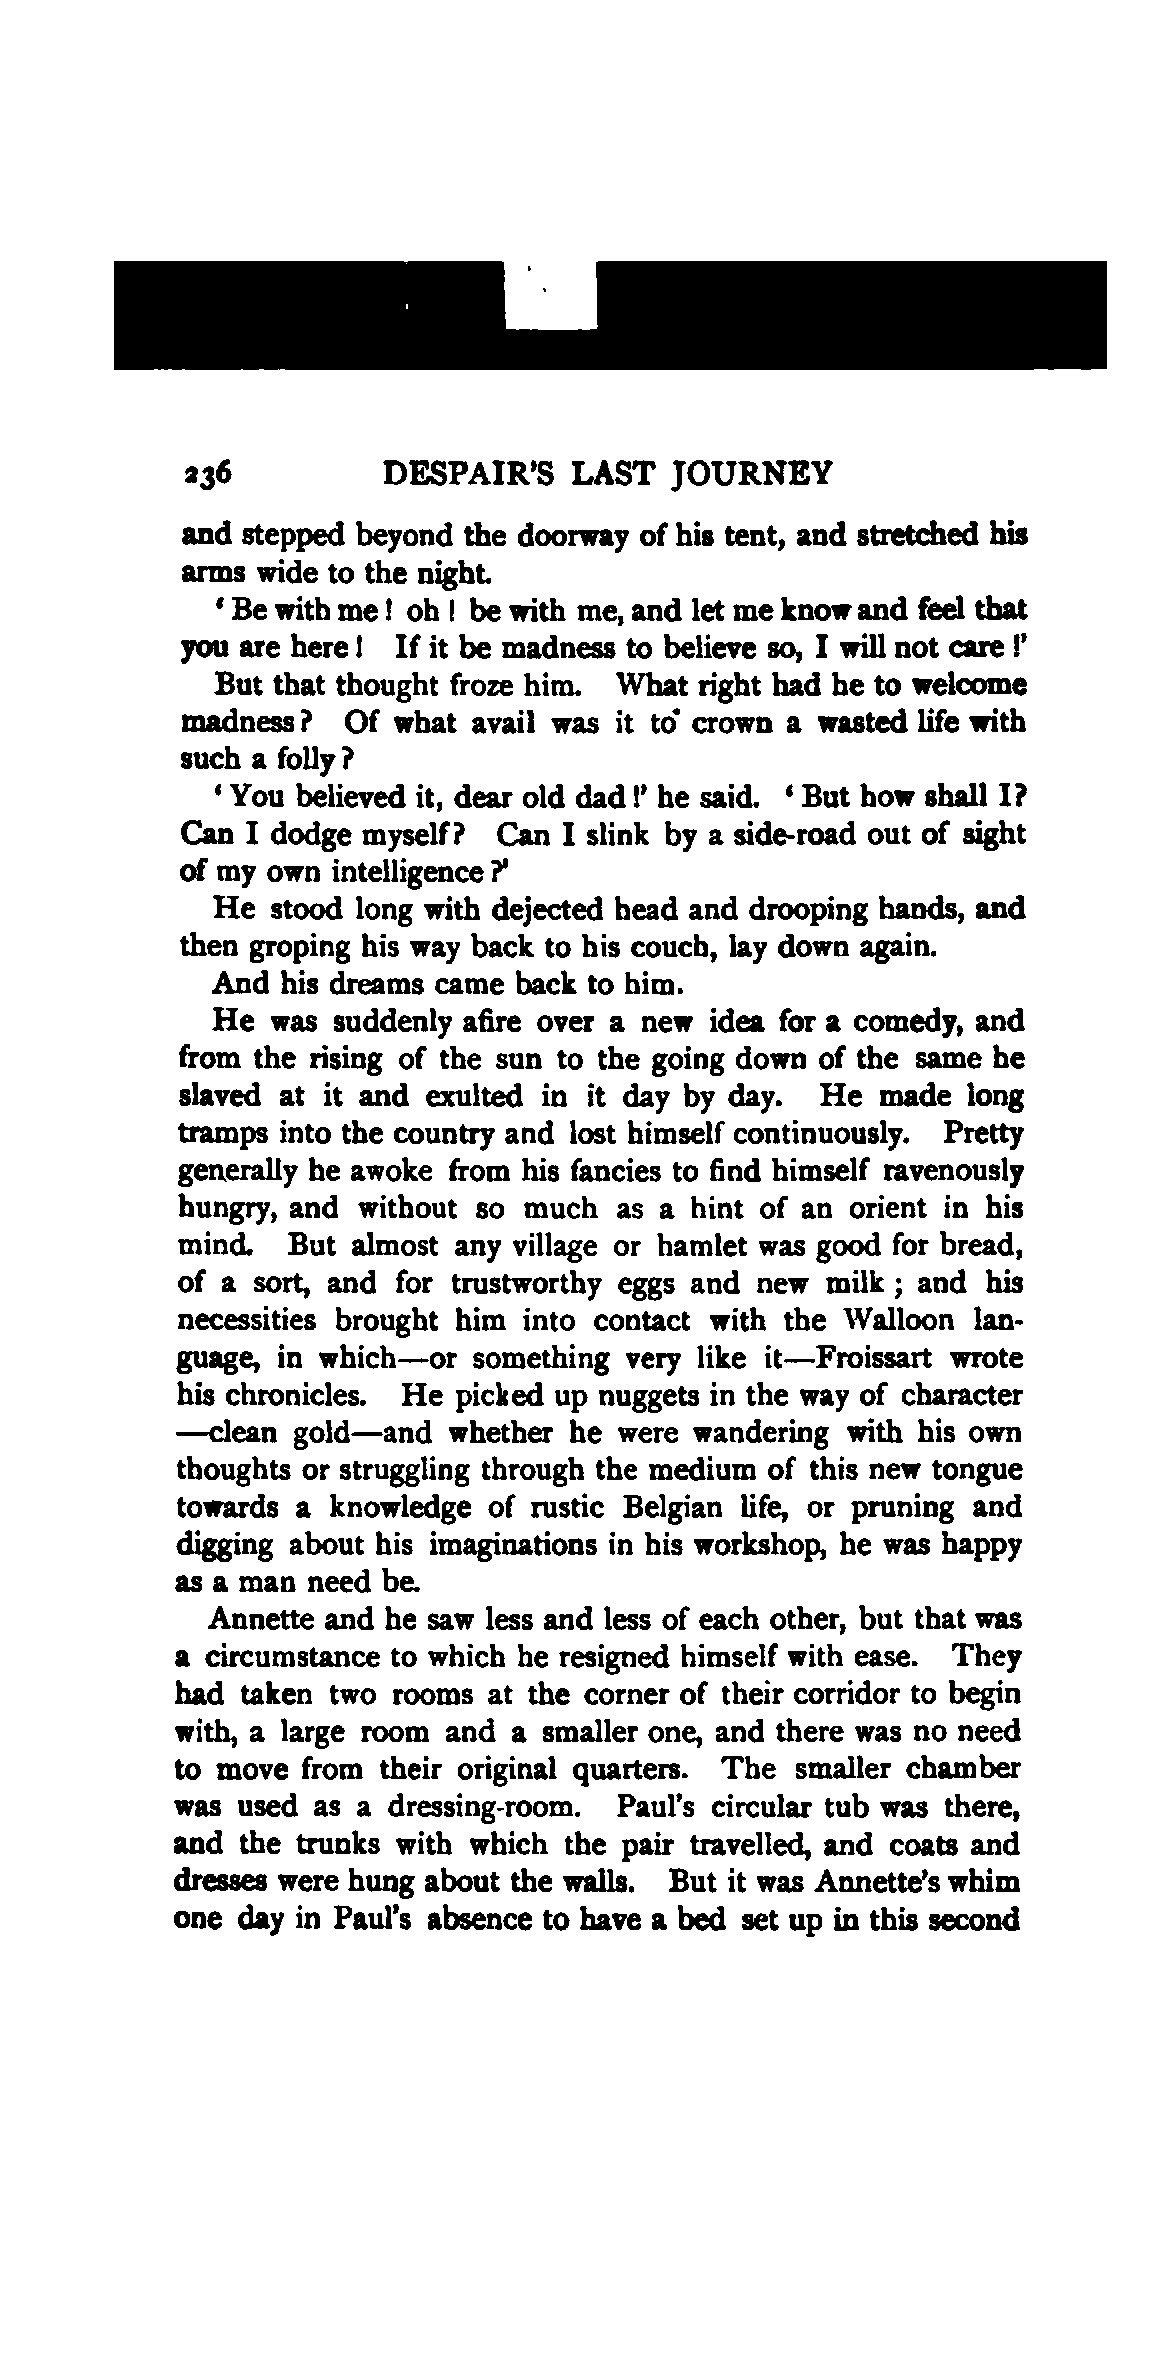 236 DESPAIR'S LAST JOURNEY
and stepped beyond the doorway of his tent, and stretched his
arms wide to the night.
‘Be with me! oh! be with me, and let me know and feel that
you are here! If it be madness to believe so, I will not care!’
But that thought froze him. What right had he to welcome
madness? Of what avail was it to crown a wasted life with
such a folly?
‘You believed it, dear old dad!’ he said. ‘But how shall I?
Can I dodge myself? Can I slink by a side-road out of sight
of my own intelligence?’
He stood long with dejected head and drooping hands, and
then groping his way back to his couch, lay down again.
And his dreams came back to him.
He was suddenly afire over a new idea for a comedy, and
from the rising of the sun to the going down of the same he
slaved at it and exulted in it day by day. He made long
tramps into the country and lost himself continuously. Pretty
generally he awoke from his fancies to find himself ravenously
hungry, and without so much as a hint of an orient in his
mind. But almost any village or hamlet was good for bread,
of a sort, and for trustworthy eggs and new milk; and his
necessities brought him into contact with the Walloon lan-
guage, in which—or something very like it—Froissart wrote
his chronicles. He picked up nuggets in the way of character
—clean gold—and whether he were wandering with his own
thoughts or struggling through the medium of this new tongue
towards a knowledge of rustic Belgian life, or pruning and
digging about his imaginations in his workshop, he was happy
as a man need be.
Annette and he saw less and less of each other, but that was
a circumstance to which he resigned himself with ease. They
had taken two rooms at the corner of their corridor to begin
with, a large room and a smaller one, and there was no need
to move from their original quarters. The smaller chamber
was used as a dressing-room. Paul's circular tub was there,
and the trunks with which the pair travelled, and coats and
dresses were hung about the walls. But it was Annette's whim
one day in Paul's absence to have a bed set up in this second